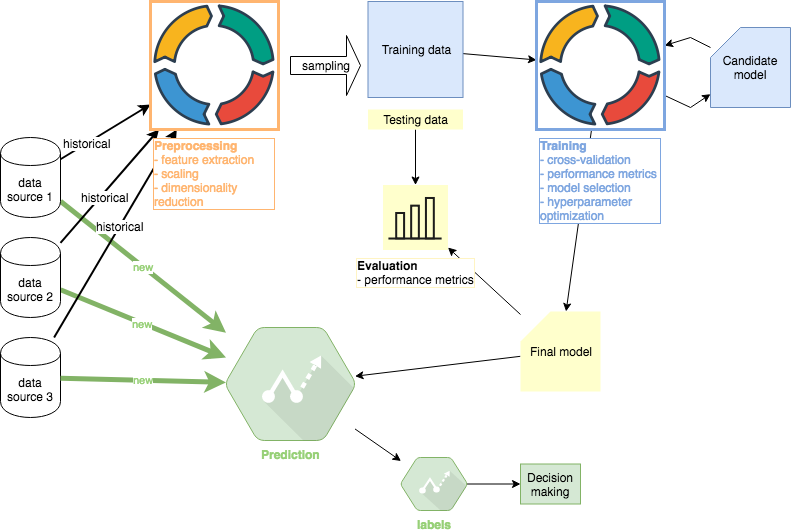 sampling
Training data
Candidate
model
Testing data
historical
Preprocessing
- feature extraction
- scaling
- dimensionality
reduction
Training
- cross-validation
- performance metrics
- model selection
- hyperparameter
optimization
data
source 1
historical
historical
new
Evaluation
- performance metrics
data
source 2
new
Final model
data
source 3
new
Prediction
labels
Decision
making